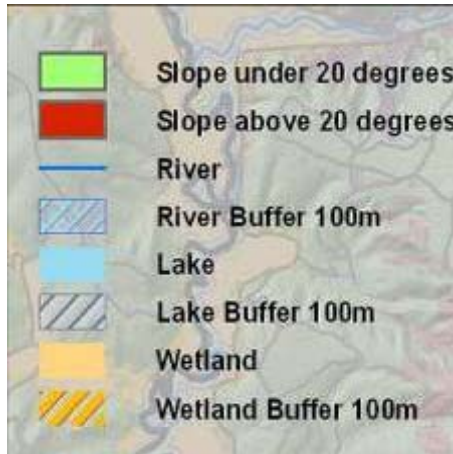 Slope under 20 degrees
Slope above 20 degrees
River
River Buffer 100m
Lake
Lake Buffer 100m
Wetland
Wetland Buffer 100m